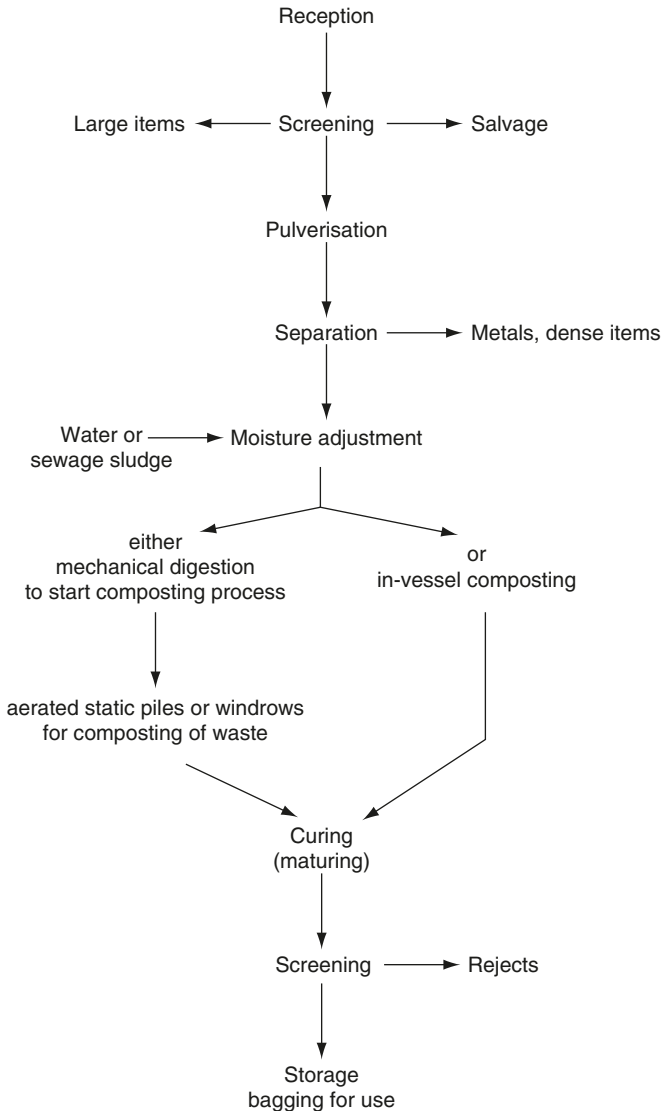 Reception
Large items
Screening
Salvage
Pulverisation
Separation
Metals, dense items
Water or
sewage sludge
Moisture adjustment
either
mechanical digestion
to start composting process
or
in-vessel composting
aerated static piles or windrows
for composting of waste
Curing
(maturing)
Screening
Rejects
Storage
bagging for use